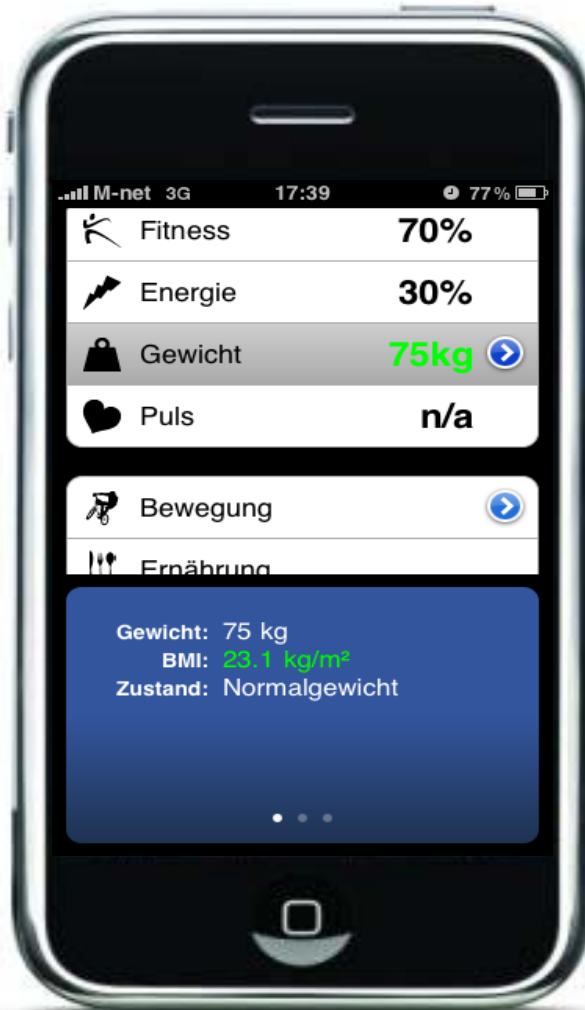 M-net 3G 17:39 77%
Fitness 70%
Energie 30%
Gewicht 75kg
Puls n/a
Bewegung
Ernährung
Gewicht: 75 kg
BMI: 23.1 kg/m²
Zustand: Normalgewicht